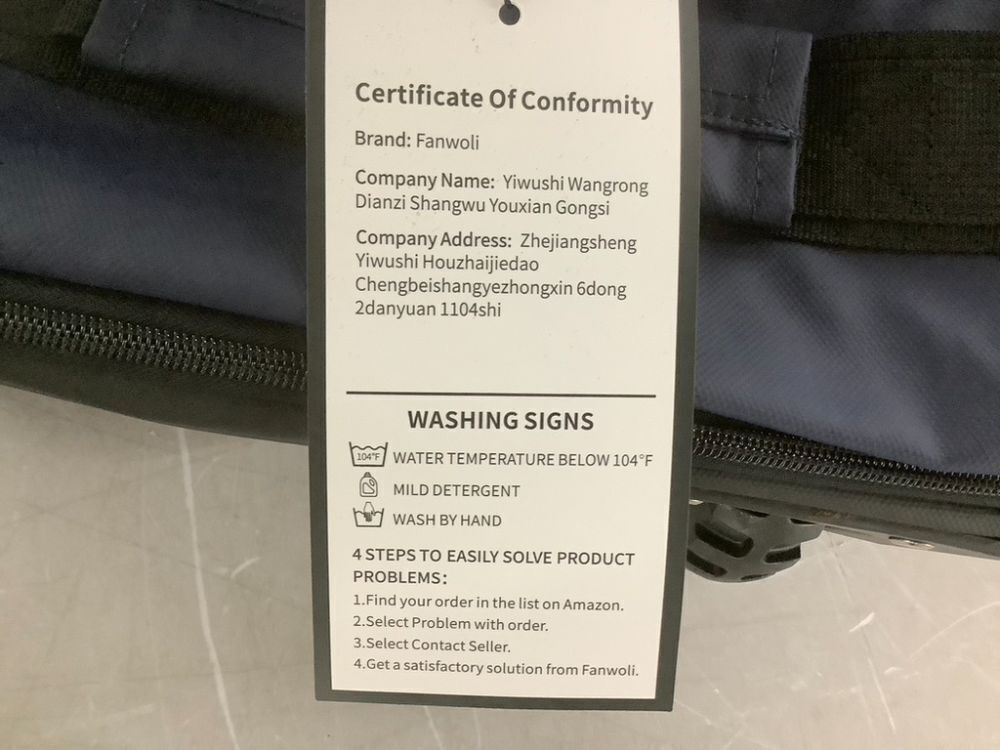 Certificate Of Conformity
Brand: Fanwoli
Company Name: Yiwushi Wangrong
Dianzi Shangwu Youxian Gongsi
Company Address: Zhejiangsheng
Yiwushi Houzhaijiedao
Chengbeishangyezhongxin 6dong
2danyuan 1104shi
WASHING SIGNS
104°F WATER TEMPERATURE BELOW 104°F
MILD DETERGENT
WASH BY HAND
4 STEPS TO EASILY SOLVE PRODUCT
PROBLEMS:
1.Find your order in the list on Amazon.
2.Select Problem with order.
3.Select Contact Seller.
4.Get a satisfactory solution from Fanwoli.